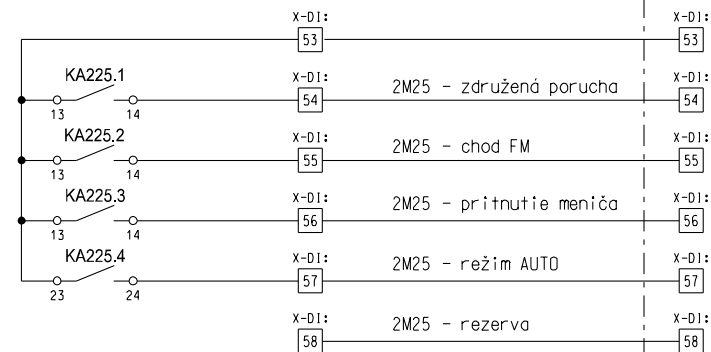 X-DI: X-DI:
53 53
KA225.1 X-DI: 2M25 - združená porucha X-DI:
13 14 54 54
KA225.2 X-DI: 2M25 - chod FM X-DI:
13 14 55 55
KA225.3 X-DI: 2M25 - pritnutie meniča X-DI:
13 14 56 56
KA225.4 X-DI: 2M25 - režim AUTO X-DI:
23 24 57 57
X-DI: 2M25 - rezerva X-DI:
58 58